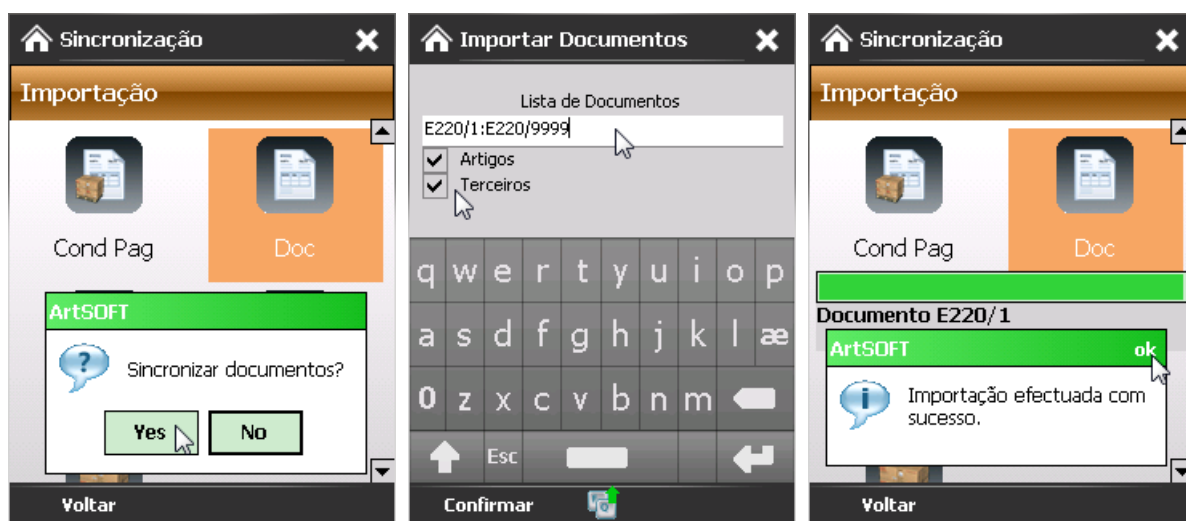 Sincronização
Importação
Cond Pag
Doc
ArtSOFT
Sincronizar documentos?
Yes
No
Voltar
Importar Documentos
Lista de Documentos
E220/1:E220/9999
Artigos
Terceiros
q w e r t y u i o p
a s d f g h j k l æ
0 z x c v b n m
Esc
Confirmar
Sincronização
Importação
Cond Pag
Doc
Documento E220/1
ArtSOFT ok
Importação efectuada com
sucesso.
Voltar